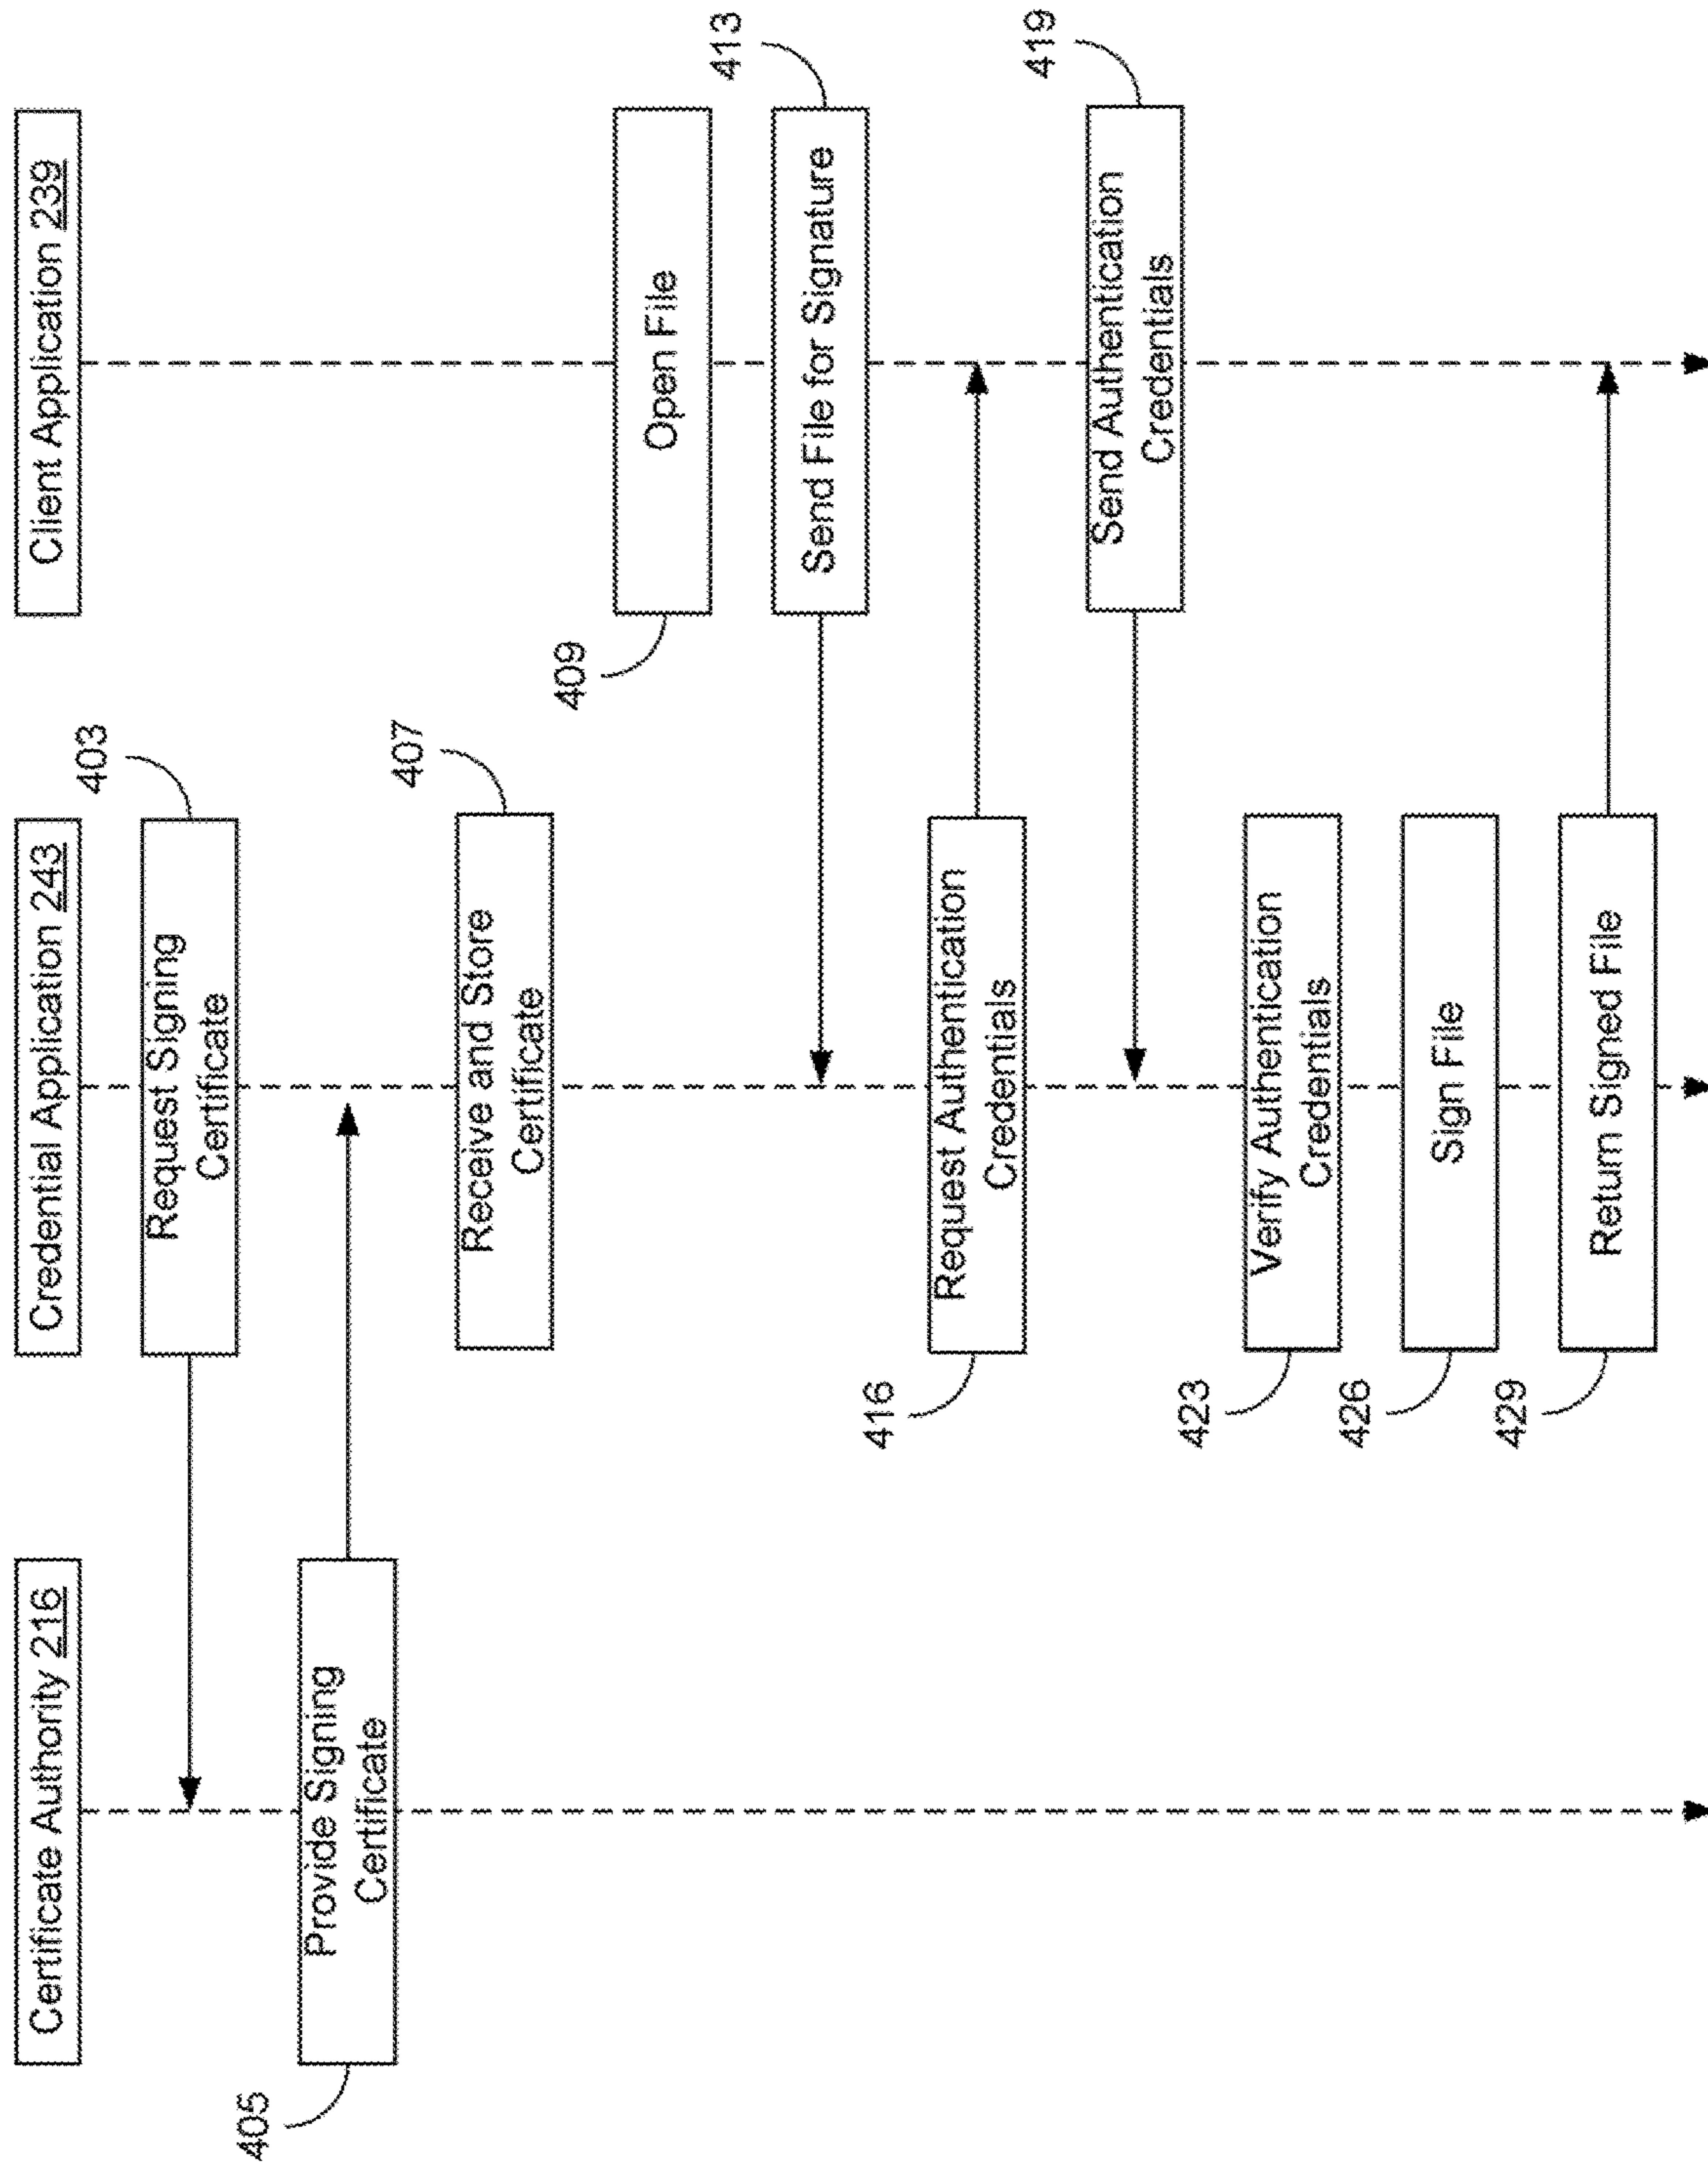 Certificate Authority 216
Credential Application 243
Client Application 239
403
Request Signing
Certificate
405
Provide Signing
Certificate
407
Receive and Store
Certificate
409
Open File
413
Send File for Signature
416
Request Authentication
Credentials
419
Send Authentication
Credentials
423
Verify Authentication
Credentials
426
Sign File
429
Return Signed File